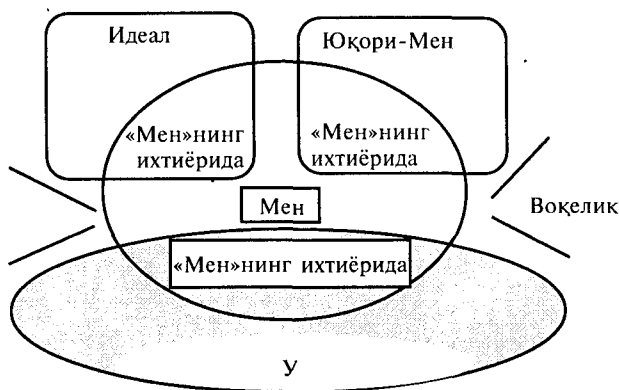 Идеал
Юқори-Мен
«Мен»нинг
ихтиёрида
«Мен»нинг
ихтиёрида
Мен
Воқелик
«Мен»нинг ихтиёрида
У